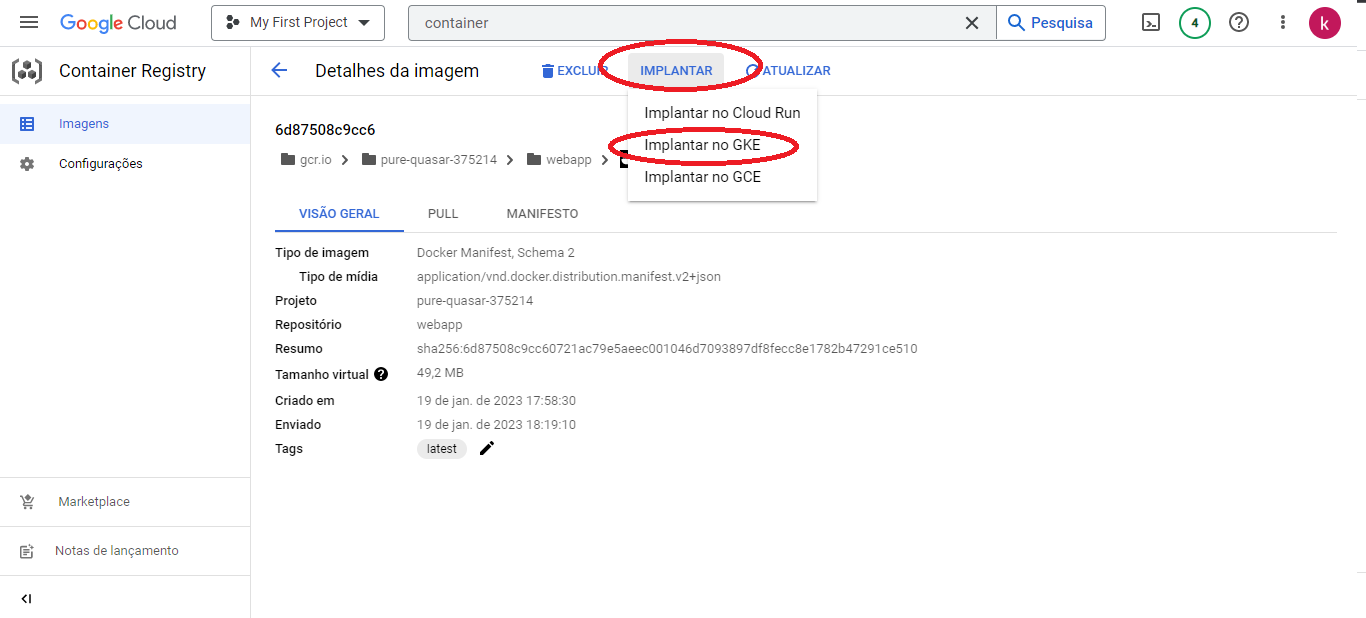 Google Cloud My First Project container Pesquisa 4 k
Container Registry Detalhes da imagem EXCLUIR IMPLANTAR ATUALIZAR
Imagens
Configurações
Implantar no Cloud Run
Implantar no GKE
Implantar no GCE
6d87508c9cc6
gcr.io pure-quasar-375214 webapp
VISÃO GERAL PULL MANIFESTO
Tipo de imagem Docker Manifest, Schema 2
Tipo de mídia application/vnd.docker.distribution.manifest.v2+json
Projeto pure-quasar-375214
Repositório webapp
Resumo sha256:6d87508c9cc60721ac79e5aeec001046d7093897df8fecc8e1782b47291ce510
Tamanho virtual ? 49,2 MB
Criado em 19 de jan. de 2023 17:58:30
Enviado 19 de jan. de 2023 18:19:10
Tags latest
Marketplace
Notas de lançamento